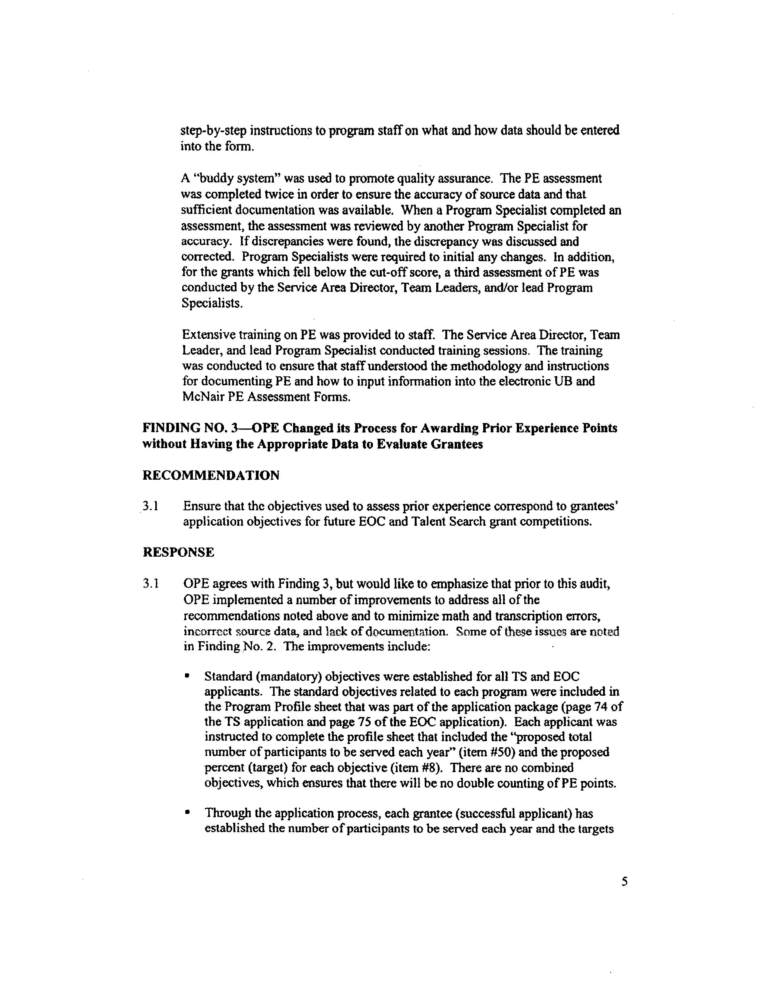 step-by-step instructions to program staff on what and how data should be entered
into the form.
A “buddy system” was used to promote quality assurance. The PE assessment
was completed twice in order to ensure the accuracy of source data and that
sufficient documentation was available. When a Program Specialist completed an
assessment, the assessment was reviewed by another Program Specialist for
accuracy. If discrepancies were found, the discrepancy was discussed and
corrected. Program Specialists were required to initial any changes. In addition,
for the grants which fell below the cut-off score, a third assessment of PE was
conducted by the Service Area Director, Team Leaders, and/or lead Program
Specialists.
Extensive training on PE was provided to staff. The Service Area Director, Team
Leader, and lead Program Specialist conducted training sessions. The training
was conducted to ensure that staff understood the methodology and instructions
for documenting PE and how to input information into the electronic UB and
McNair PE Assessment Forms.
FINDING NO. 3—OPE Changed its Process for Awarding Prior Experience Points
without Having the Appropriate Data to Evaluate Grantees
RECOMMENDATION
3.1 Ensure that the objectives used to assess prior experience correspond to grantees’
application objectives for future EOC and Talent Search grant competitions.
RESPONSE
3.1 OPE agrees with Finding 3, but would like to emphasize that prior to this audit,
OPE implemented a number of improvements to address all of the
recommendations noted above and to minimize math and transcription errors,
incorrect source data, and lack of documentation. Some of these issues are noted
in Finding No. 2. The improvements include:
▪ Standard (mandatory) objectives were established for all TS and EOC
applicants. The standard objectives related to each program were included in
the Program Profile sheet that was part of the application package (page 74 of
the TS application and page 75 of the EOC application). Each applicant was
instructed to complete the profile sheet that included the “proposed total
number of participants to be served each year” (item #50) and the proposed
percent (target) for each objective (item #8). There are no combined
objectives, which ensures that there will be no double counting of PE points.
▪ Through the application process, each grantee (successful applicant) has
established the number of participants to be served each year and the targets
5